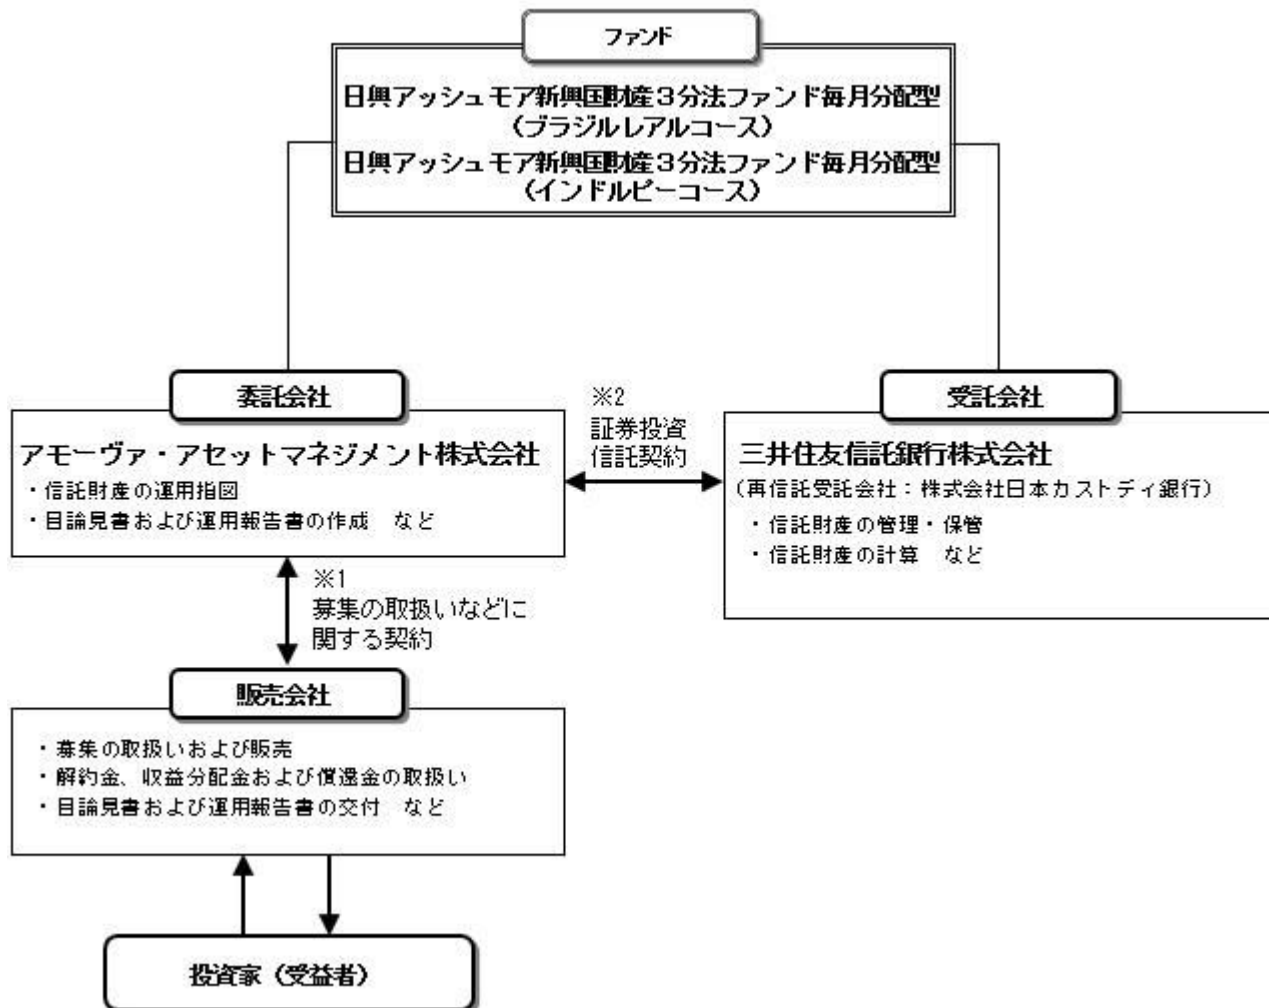 ファンド
日興アッシュモア新興国財産3分法ファンド毎月分配型
(ブラジルレアルコース)
日興アッシュモア新興国財産3分法ファンド毎月分配型
(インドルピーコース)
委託会社
アモーヴァ・アセットマネジメント株式会社
・信託財産の運用指図
・目論見書および運用報告書の作成 など
※2
証券投資
信託契約
受託会社
三井住友信託銀行株式会社
(再信託受託会社:株式会社日本カストディ銀行)
・信託財産の管理・保管
・信託財産の計算 など
※1
募集の取扱いなどに
関する契約
販売会社
・募集の取扱いおよび販売
・解約金、収益分配金および償還金の取扱い
・目論見書および運用報告書の交付 など
投資家(受益者)